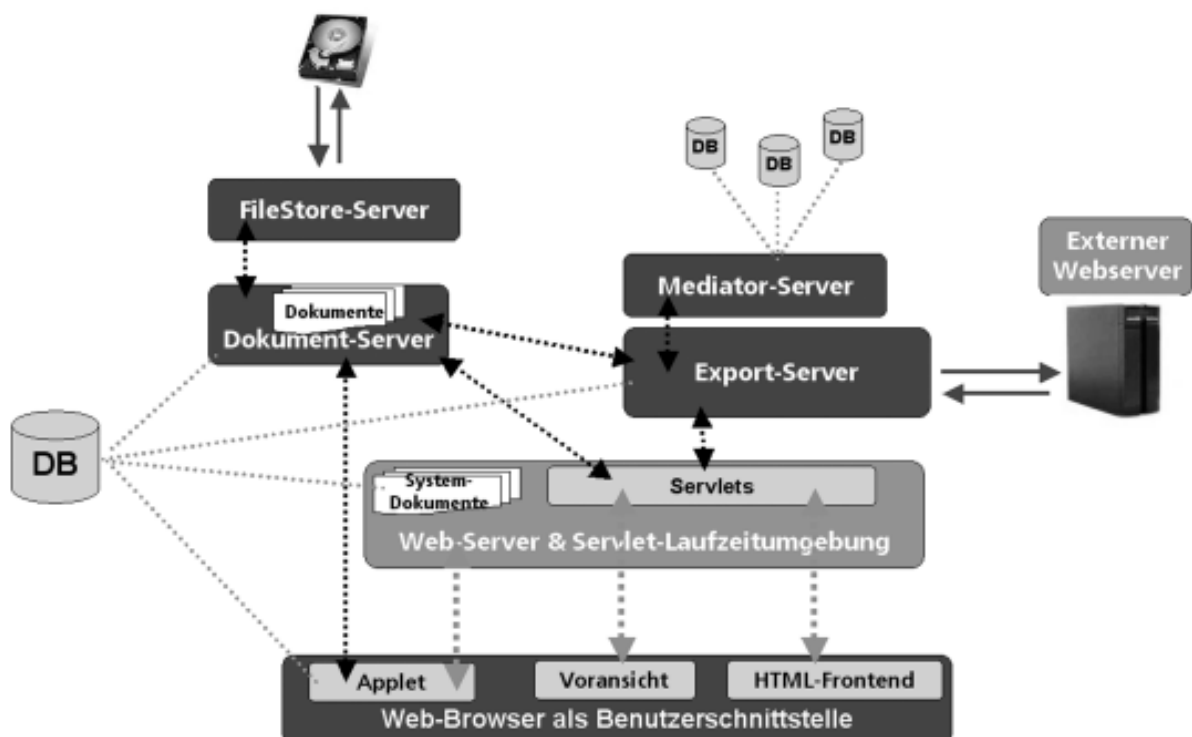 DB
DB
DB
FileStore-Server
Externer
Webserver
Mediator-Server
Dokumente
Dokument-Server
Export-Server
DB
System-
Dokumente
Servlets
Web-Server & Servlet-Laufzeitumgebung
Applet
Voransicht
HTML-Frontend
Web-Browser als Benutzerschnittstelle